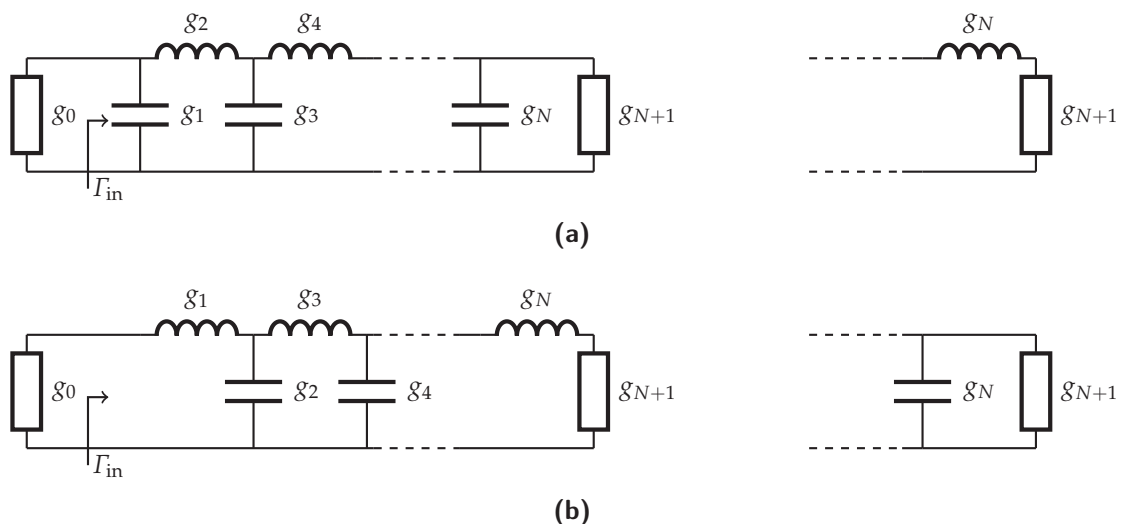 g2 g4 gN
g0 g1 g3 gN gN+1 gN+1
Γin
(a)
g1 g3 gN
g0 g2 g4 gN+1 gN gN+1
Γin
(b)